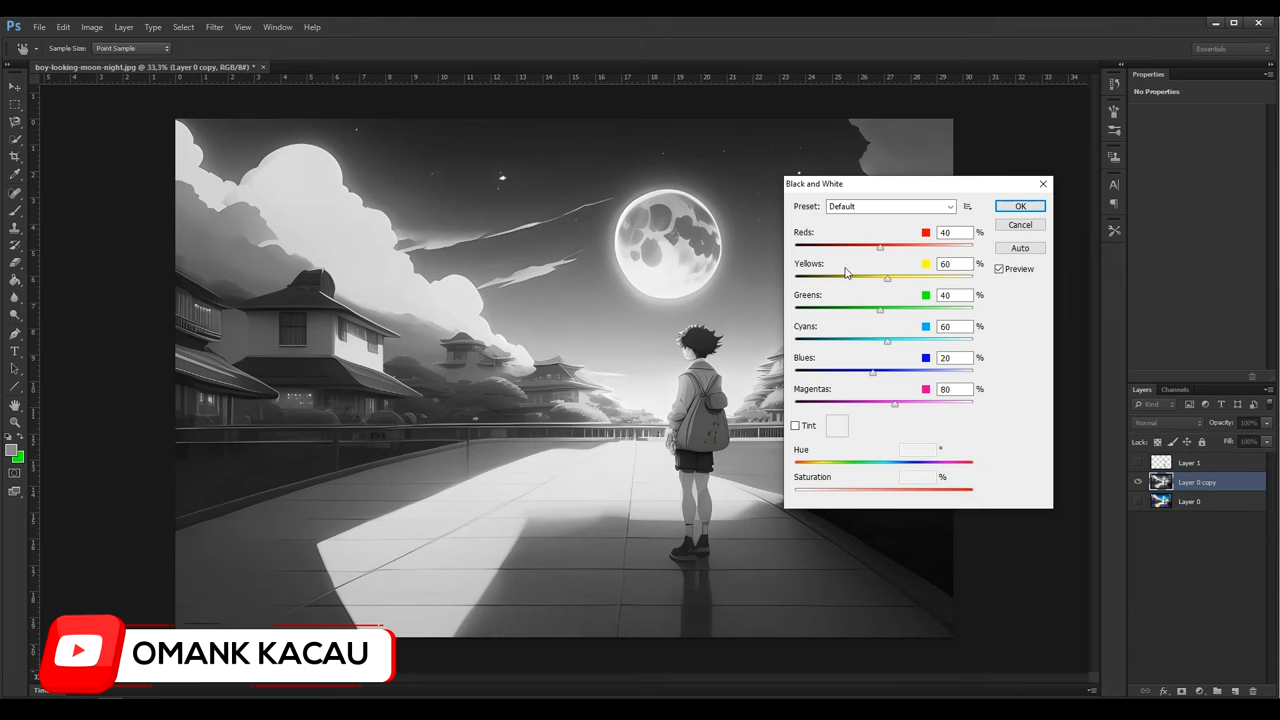 Ps File Edit Image Layer Type Select Filter View Window Help
Sample Size: Point Sample
Essentials
boy-looking-moon-night.jpg @ 33,3% (Layer 0 copy, RGB/8#) * ×
Properties
No Properties
Black and White
Preset: Default
OK
Reds: 40 %
Cancel
Auto
Yellows: 60 %
Preview
Greens: 40 %
Cyans: 60 %
Blues: 20 %
Magentas: 80 %
Tint
Hue °
Saturation %
Layers Channels
Kind
Normal Opacity: 100%
Lock: Fill: 100%
Layer 1
Layer 0 copy
Layer 0
OMANK KACAU